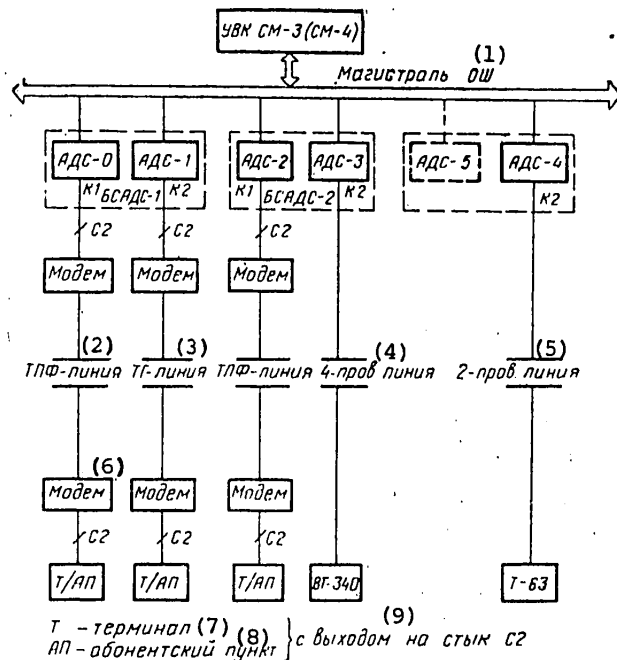 УВК СМ-3(СМ-4)
(1)
Магистраль ОШ
АДС-0 АДС-1 АДС-2 АДС-3 АДС-5 АДС-4
К1 БСАДС-1 К2 К1 БСАДС-2 К2 К2
С2 С2 С2
Модем Модем Модем
(2) (3) (4) (5)
ТПФ-линия ТГ-линия ТПФ-линия 4-пров линия 2-пров. линия
(6)
Модем Модем Модем
С2 С2 С2
Т/АП Т/АП Т/АП ВТ-340 Т-63
Т - терминал (7) (9)
АП - абонентский пункт (8) } с выходом на стык С2